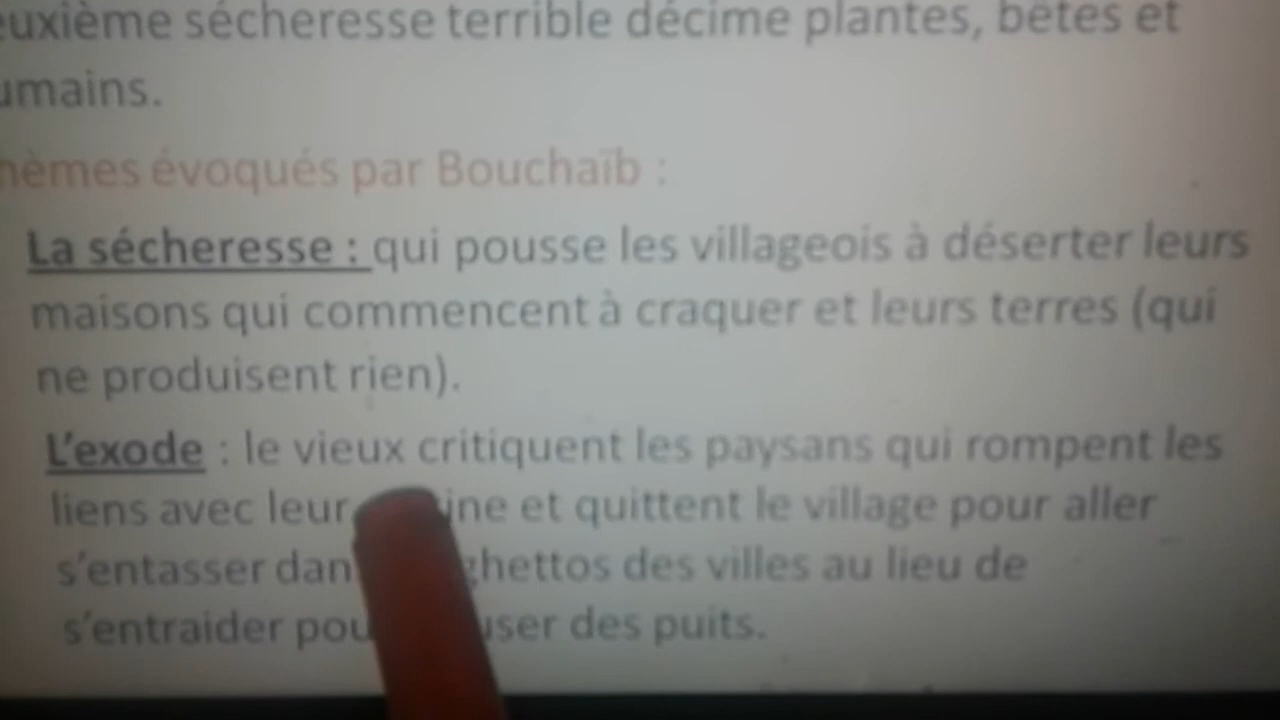 euxième sécheresse terrible décime plantes, bêtes et
umains.
hèmes évoqués par Bouchaïb :
La sécheresse : qui pousse les villageois à déserter leurs
maisons qui commencent à craquer et leurs terres (qui
ne produisent rien).
L'exode : le vieux critiquent les paysans qui rompent les
liens avec leur ine et quittent le village pour aller
s'entasser dan ghettos des villes au lieu de
s'entraider pou user des puits.